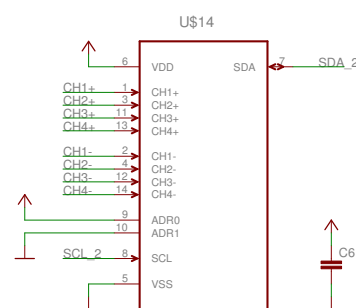 U$14
6 VDD SDA 7 SDA_2
CH1+ 1 CH1+
CH2+ 3 CH2+
CH3+ 11 CH3+
CH4+ 13 CH4+
CH1- 2 CH1-
CH2- 4 CH2-
CH3- 12 CH3-
CH4- 14 CH4-
9 ADR0
10 ADR1
SCL_2 8 SCL C6
5 VSS